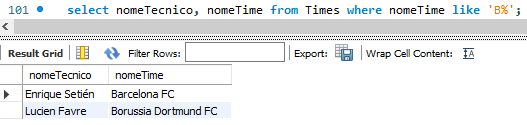 101 select nomeTecnico, nomeTime from Times where nomeTime like 'B%';
Result Grid Filter Rows: Export: Wrap Cell Content: IA
nomeTecnico nomeTime
Enrique Setién Barcelona FC
Lucien Favre Borussia Dortmund FC